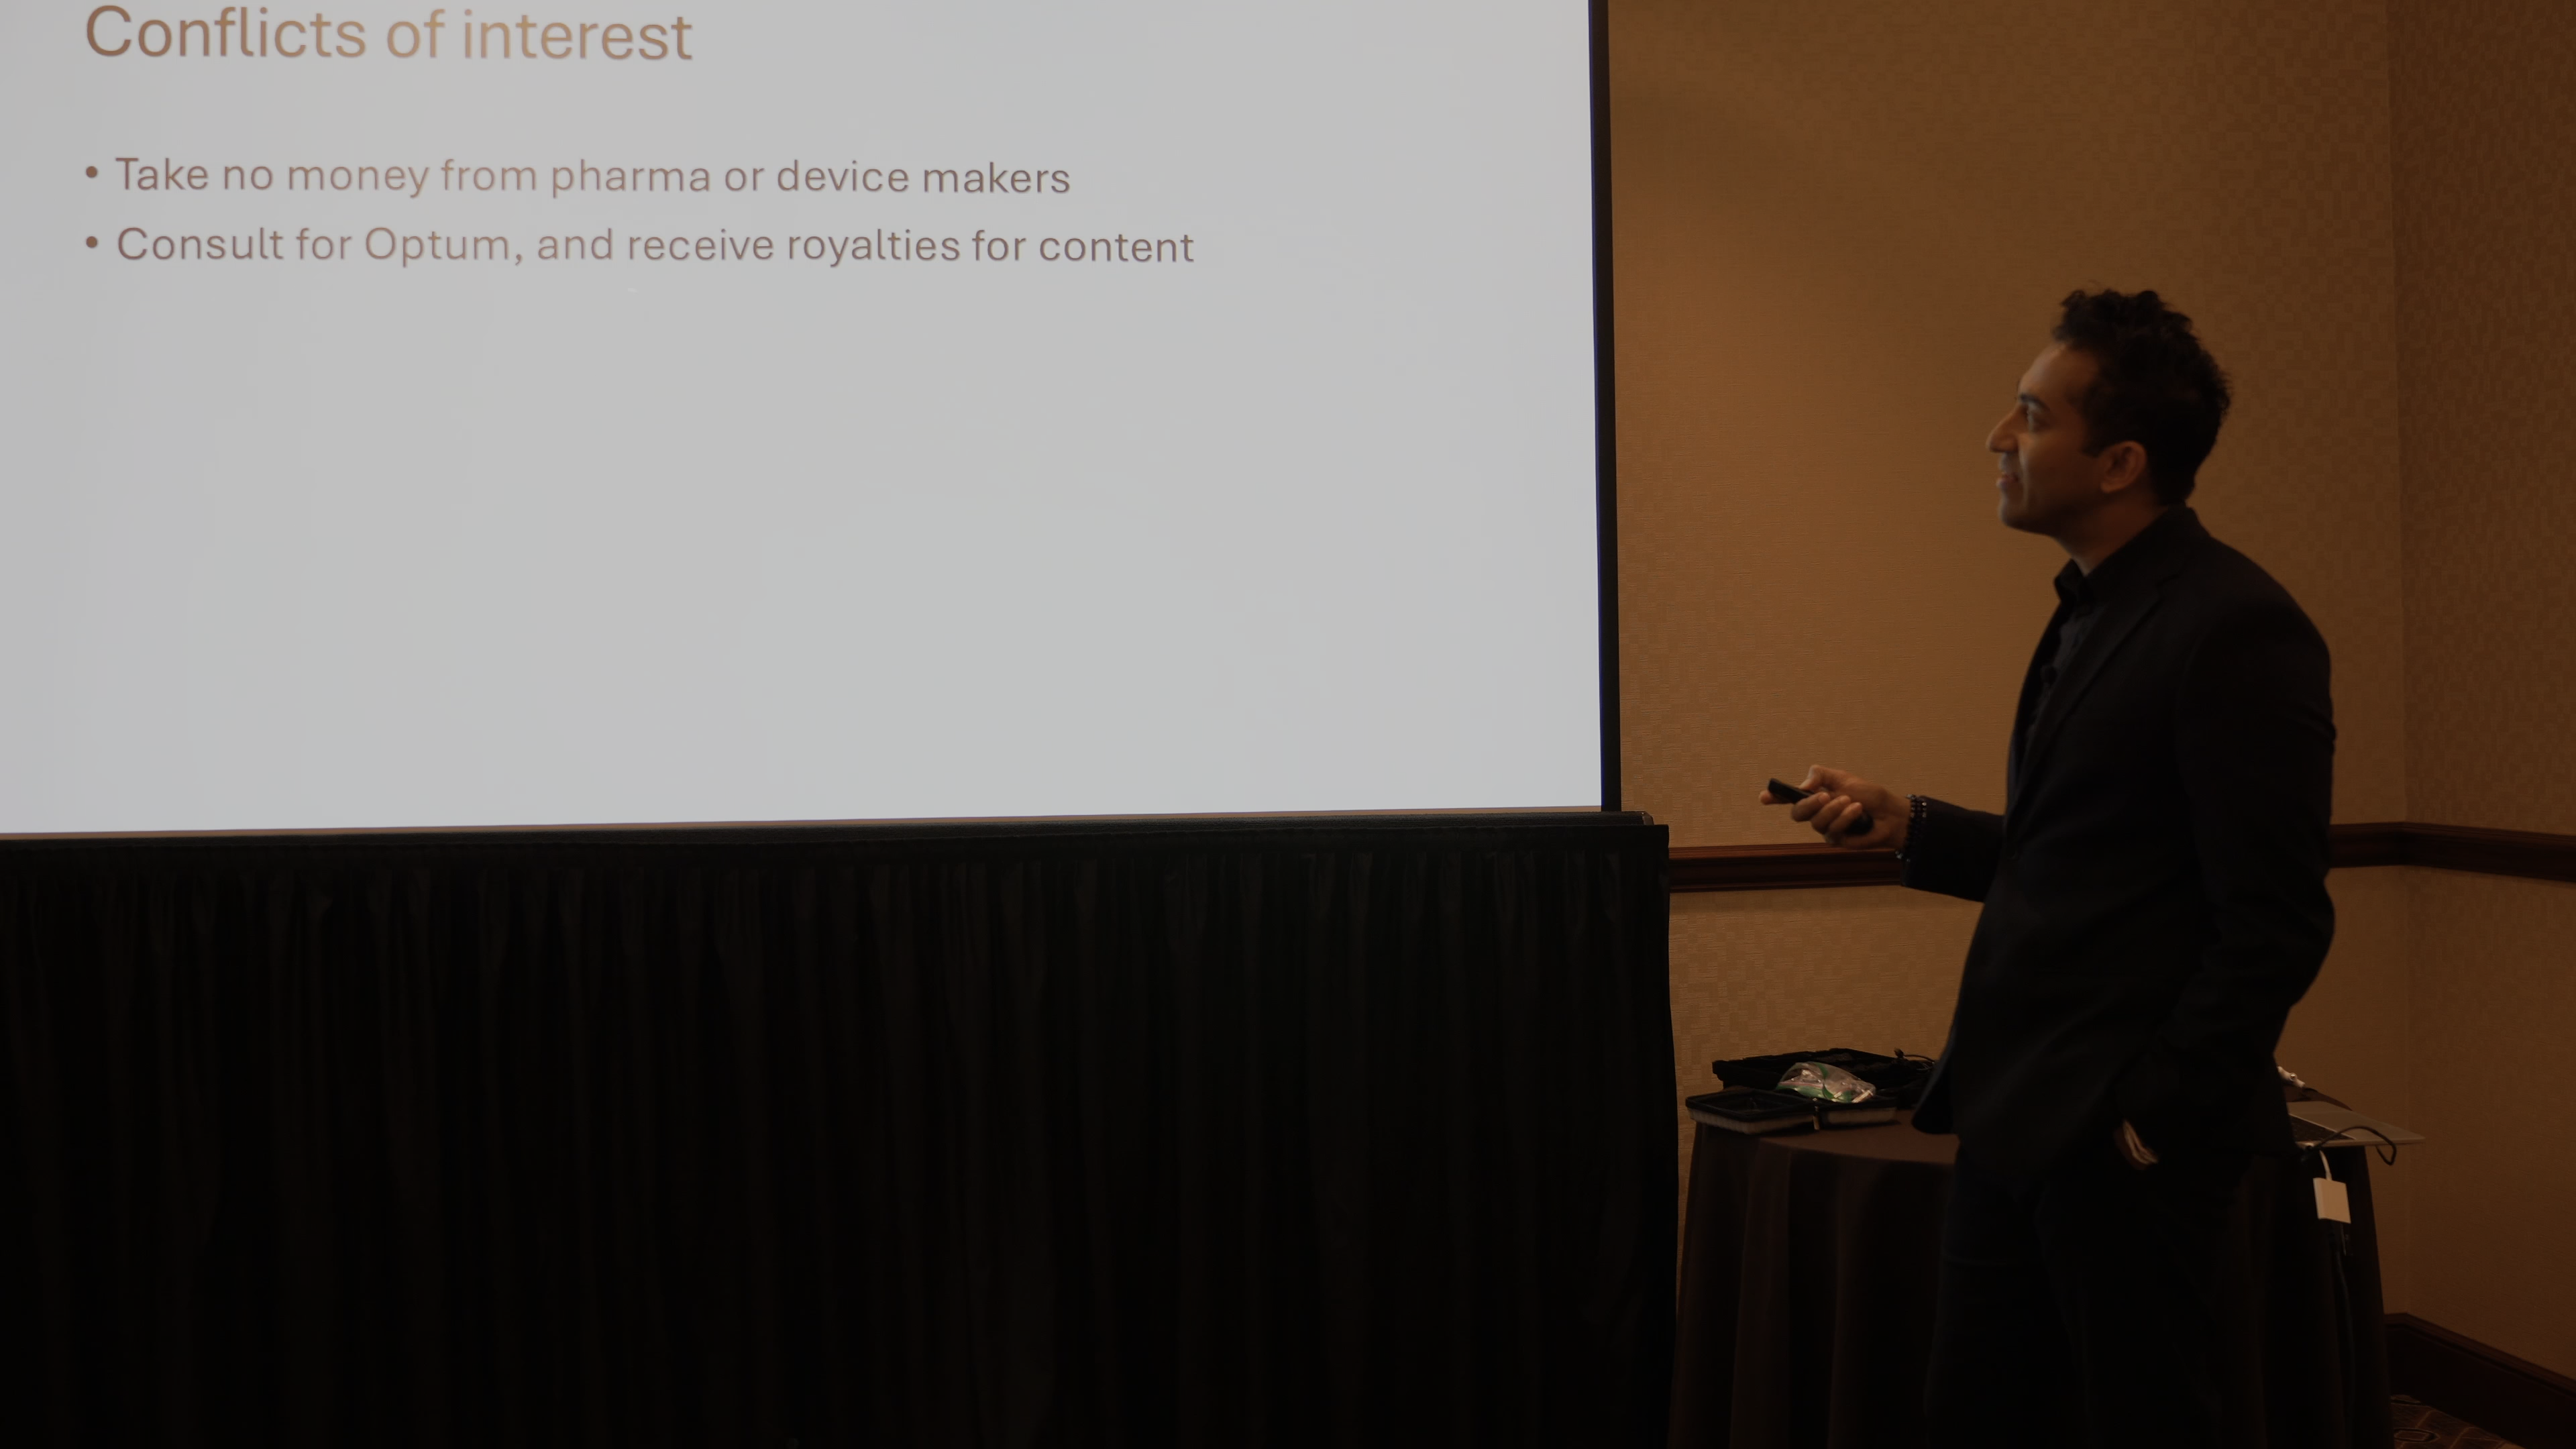 Conflicts of interest
• Take no money from pharma or device makers
• Consult for Optum, and receive royalties for content